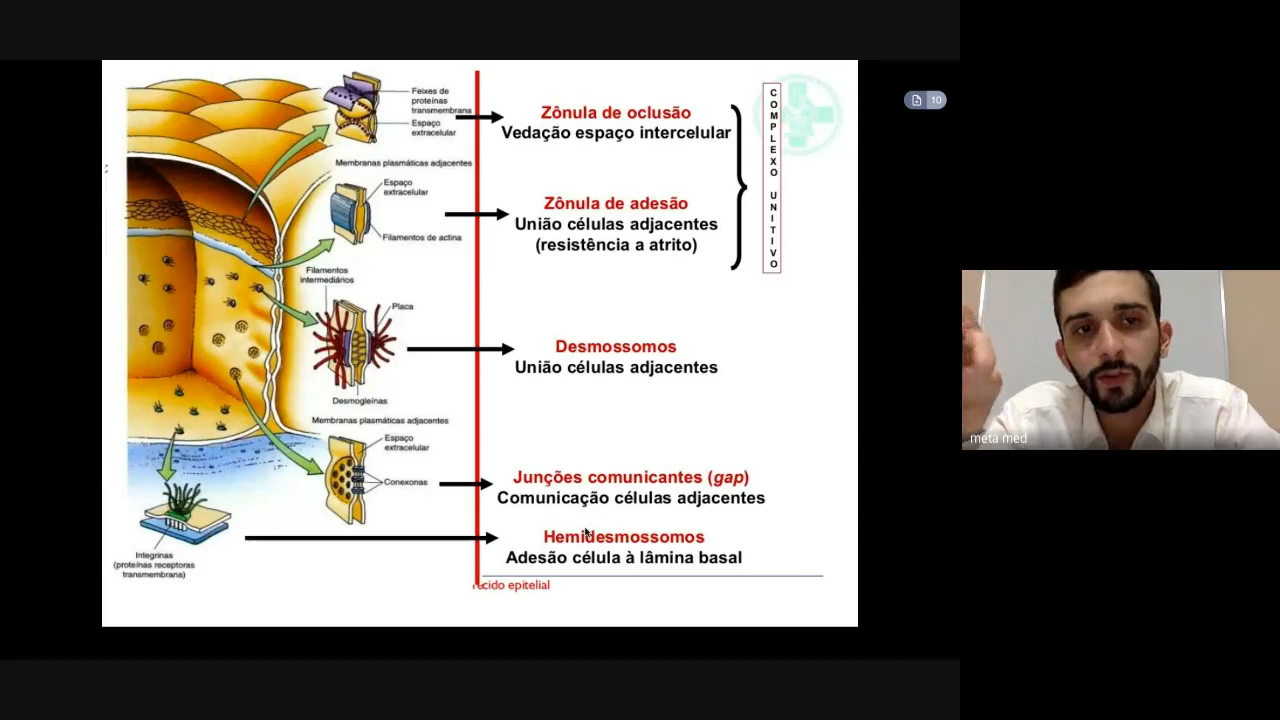 Feixes de
proteínas
transmembrana
Espaço
extracelular
Membranas plasmáticas adjacentes
Espaço
extracelular
Filamentos de actina
Filamentos
intermediários
Placa
Desmogleínas
Membranas plasmáticas adjacentes
Espaço
extracelular
Conexonas
Integrinas
(proteínas receptoras
transmembrana)
Zônula de oclusão
Vedação espaço intercelular
Zônula de adesão
União células adjacentes
(resistência a atrito)
Desmossomos
União células adjacentes
Junções comunicantes (gap)
Comunicação células adjacentes
Hemidesmossomos
Adesão célula à lâmina basal
Tecido epitelial
COMPLEXO UNITIVO
10
meta med